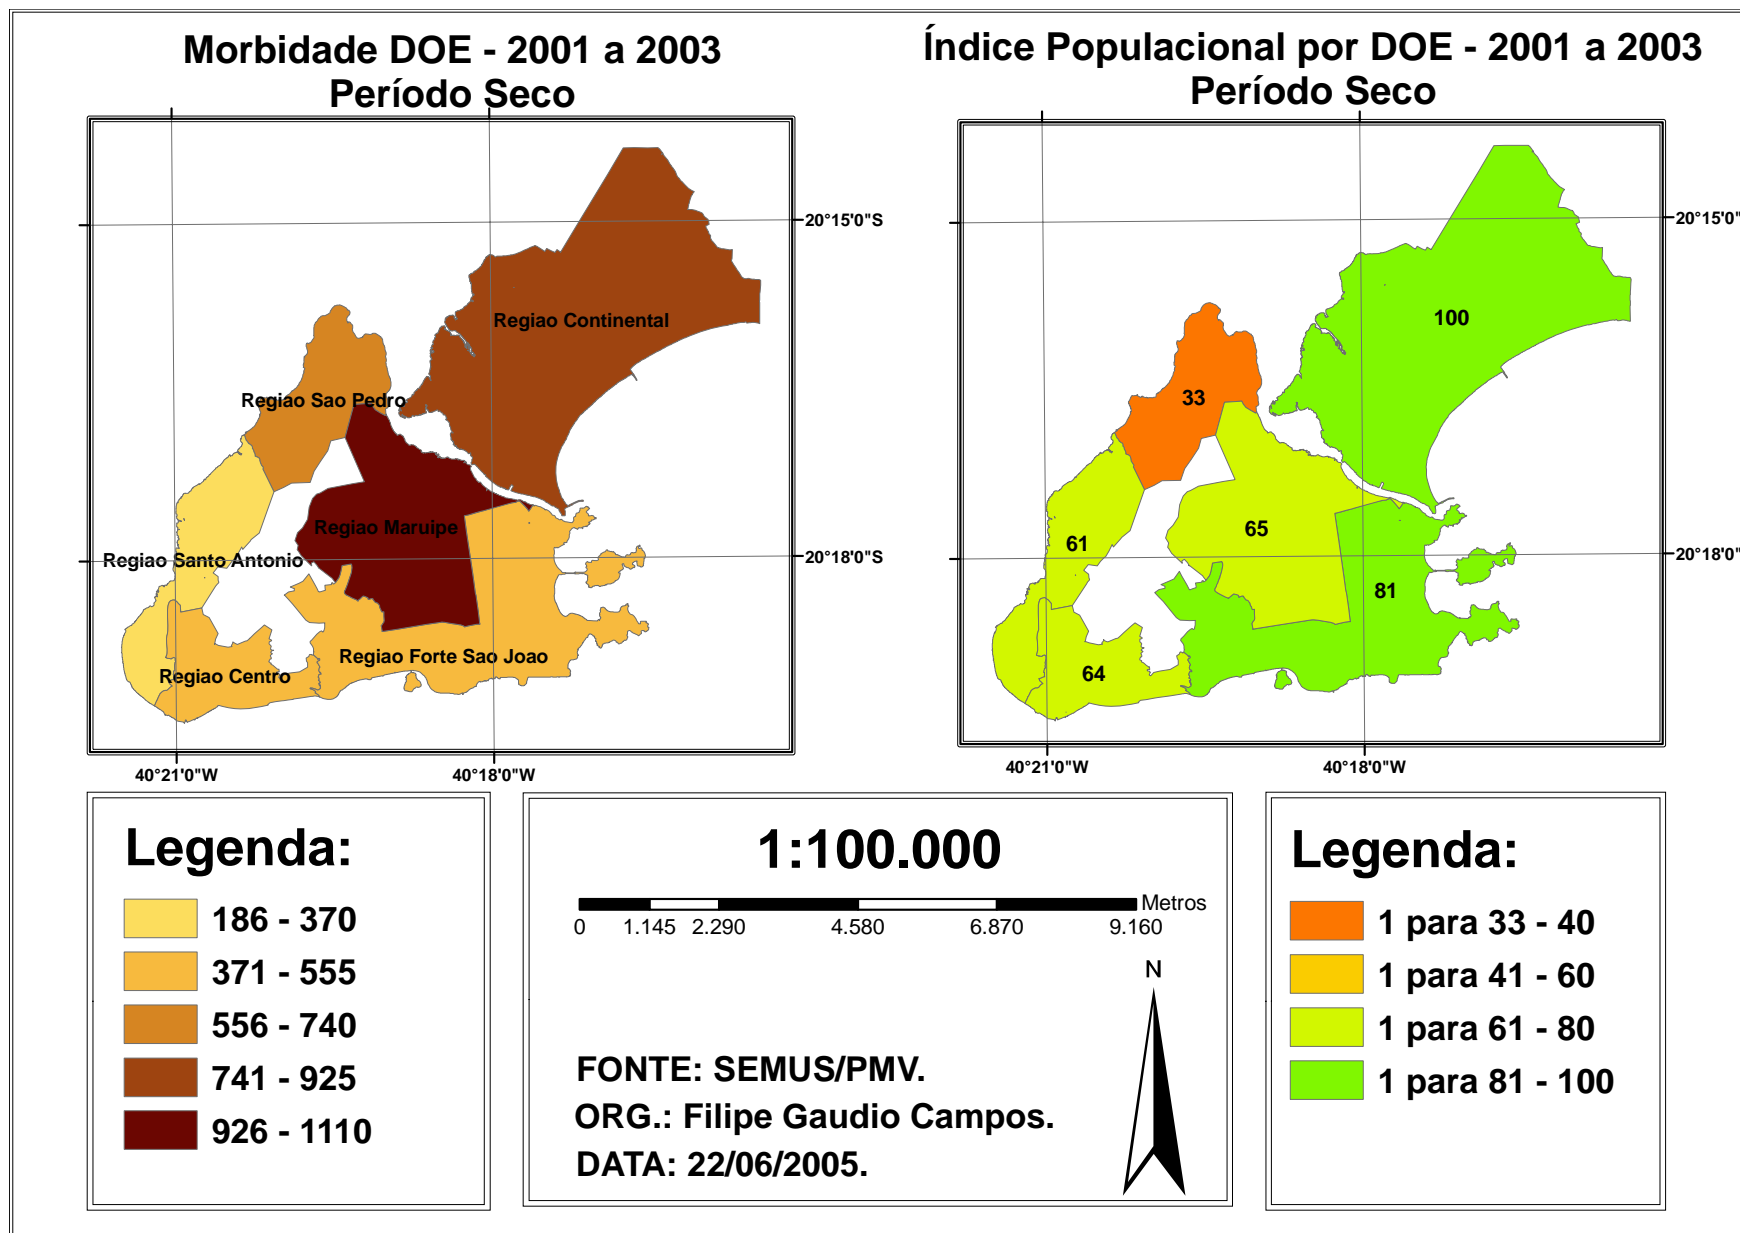 Morbidade DOE - 2001 a 2003
Período Seco
Índice Populacional por DOE - 2001 a 2003
Período Seco
20°15'0"S
20°18'0"S
40°21'0"W
40°18'0"W
Regiao Continental
Regiao Sao Pedro
Regiao Maruipe
Regiao Santo Antonio
Regiao Forte Sao Joao
Regiao Centro
20°15'0"
20°18'0"
40°21'0"W
40°18'0"W
100
33
65
61
81
64
Legenda:
186 - 370
371 - 555
556 - 740
741 - 925
926 - 1110
1:100.000
Metros
0 1.145 2.290 4.580 6.870 9.160
N
FONTE: SEMUS/PMV.
ORG.: Filipe Gaudio Campos.
DATA: 22/06/2005.
Legenda:
1 para 33 - 40
1 para 41 - 60
1 para 61 - 80
1 para 81 - 100